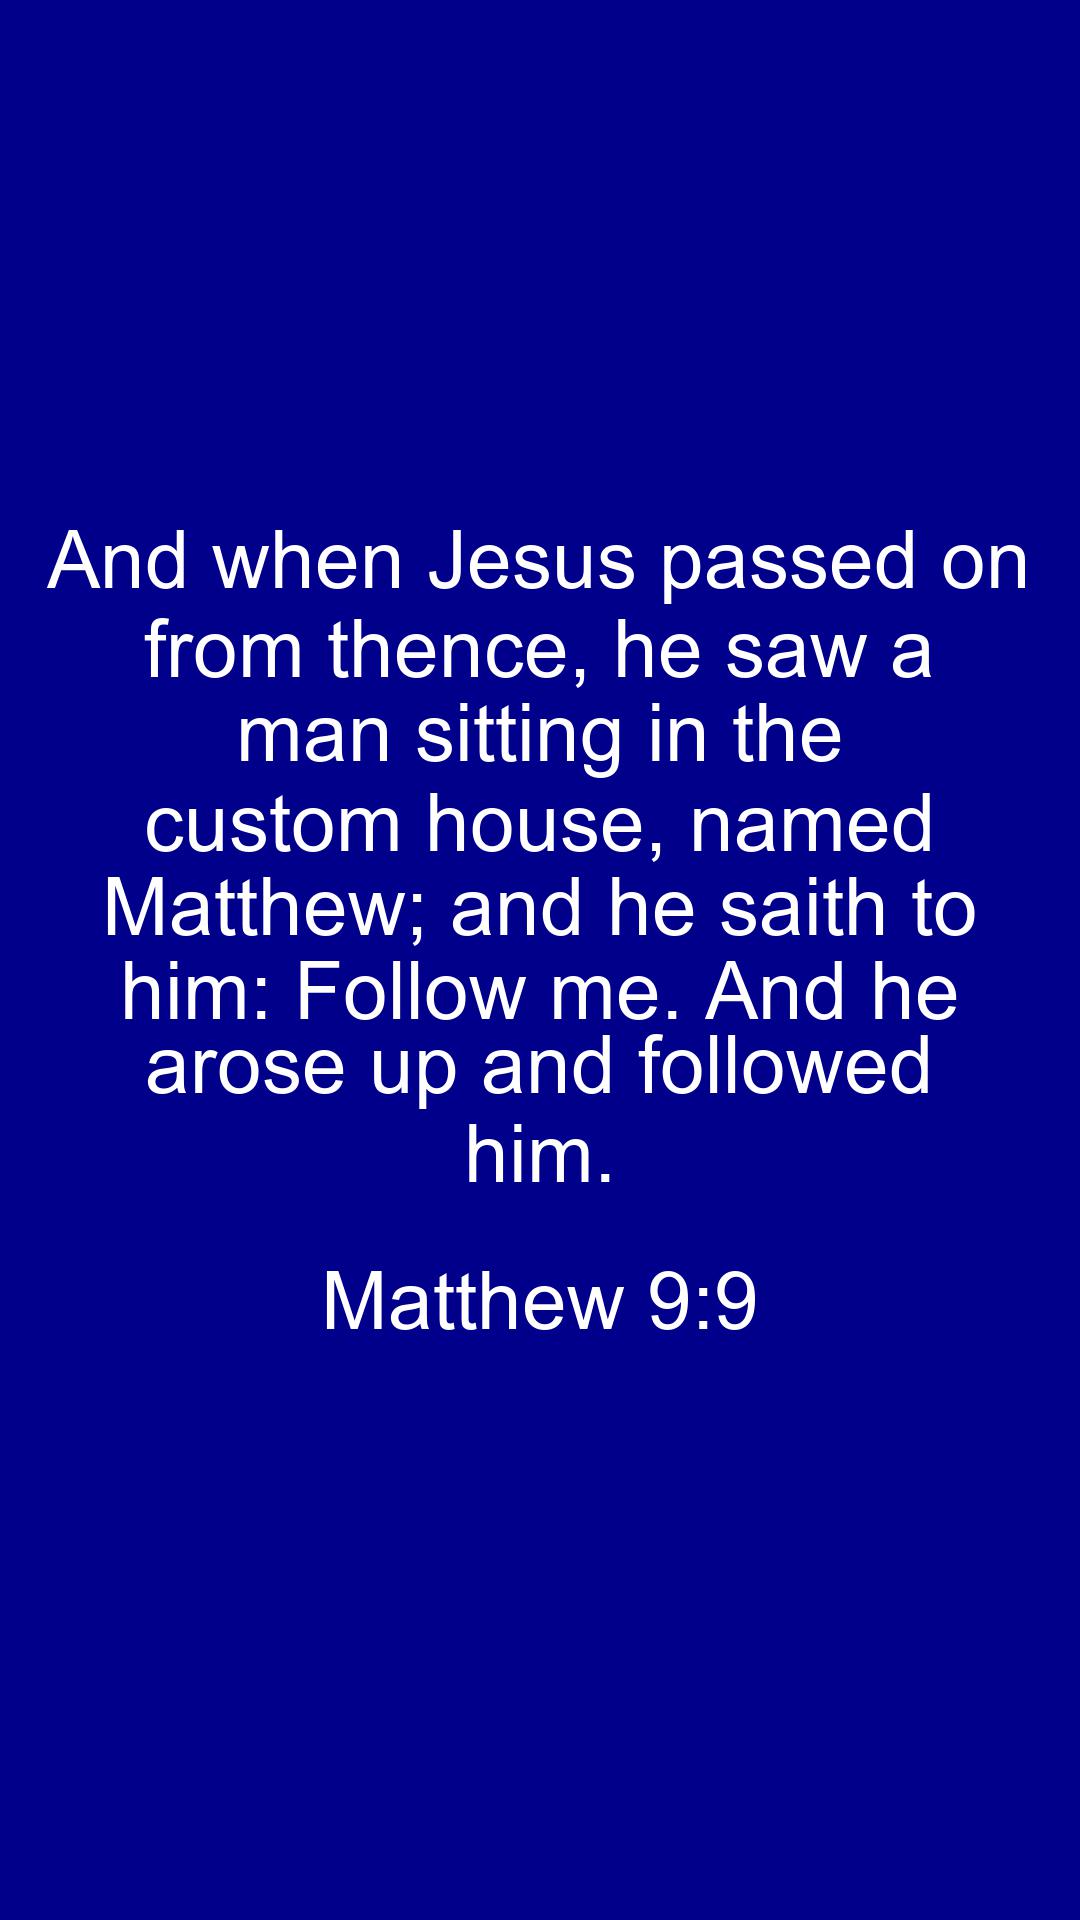 And when Jesus passed on
from thence, he saw a
man sitting in the
custom house, named
Matthew; and he saith to
him: Follow me. And he
arose up and followed
him.
Matthew 9:9